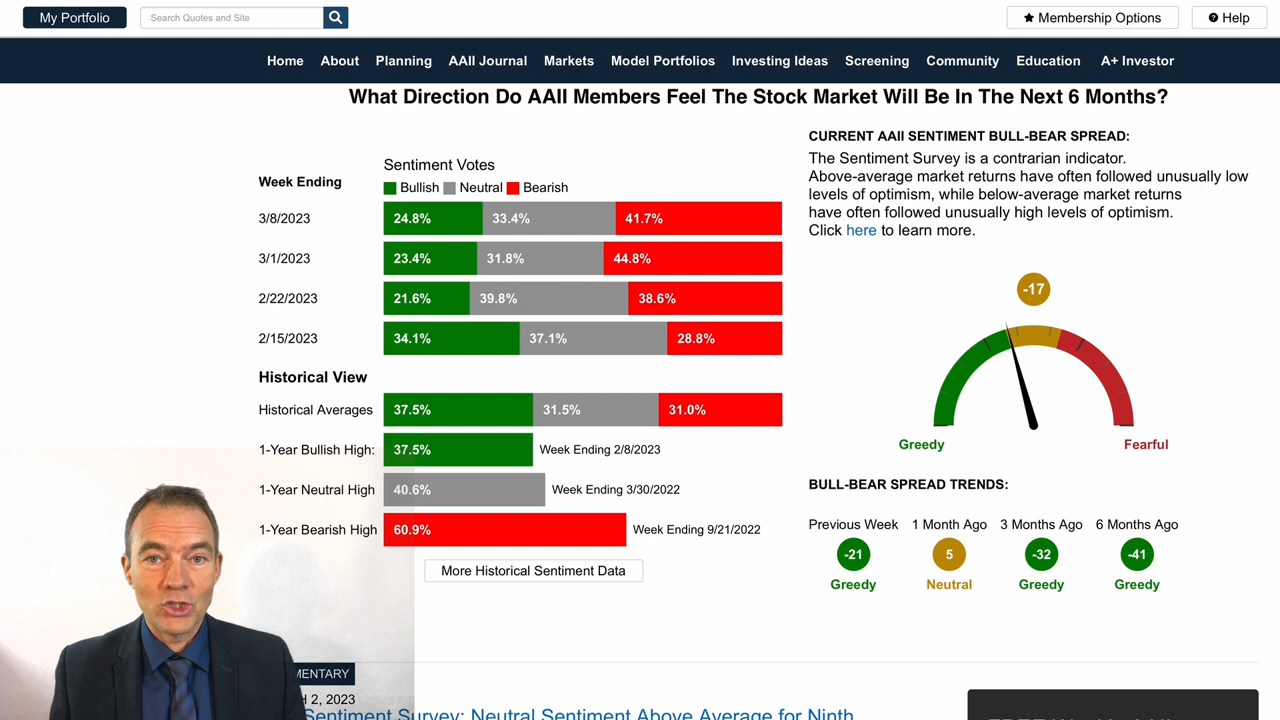 My Portfolio
Search Quotes and Site
Membership Options
Help
Home About Planning AAII Journal Markets Model Portfolios Investing Ideas Screening Community Education A+ Investor
What Direction Do AAII Members Feel The Stock Market Will Be In The Next 6 Months?
Sentiment Votes
Week Ending
Bullish Neutral Bearish
3/8/2023 24.8% 33.4% 41.7%
3/1/2023 23.4% 31.8% 44.8%
2/22/2023 21.6% 39.8% 38.6%
2/15/2023 34.1% 37.1% 28.8%
Historical View
Historical Averages 37.5% 31.5% 31.0%
1-Year Bullish High: 37.5% Week Ending 2/8/2023
1-Year Neutral High 40.6% Week Ending 3/30/2022
1-Year Bearish High 60.9% Week Ending 9/21/2022
More Historical Sentiment Data
CURRENT AAII SENTIMENT BULL-BEAR SPREAD:
The Sentiment Survey is a contrarian indicator.
Above-average market returns have often followed unusually low
levels of optimism, while below-average market returns
have often followed unusually high levels of optimism.
Click here to learn more.
-17
Greedy Fearful
BULL-BEAR SPREAD TRENDS:
Previous Week 1 Month Ago 3 Months Ago 6 Months Ago
-21 5 -32 -41
Greedy Neutral Greedy Greedy
MENTARY
H 2, 2023
Sentiment Survey: Neutral Sentiment Above Average for Ninth